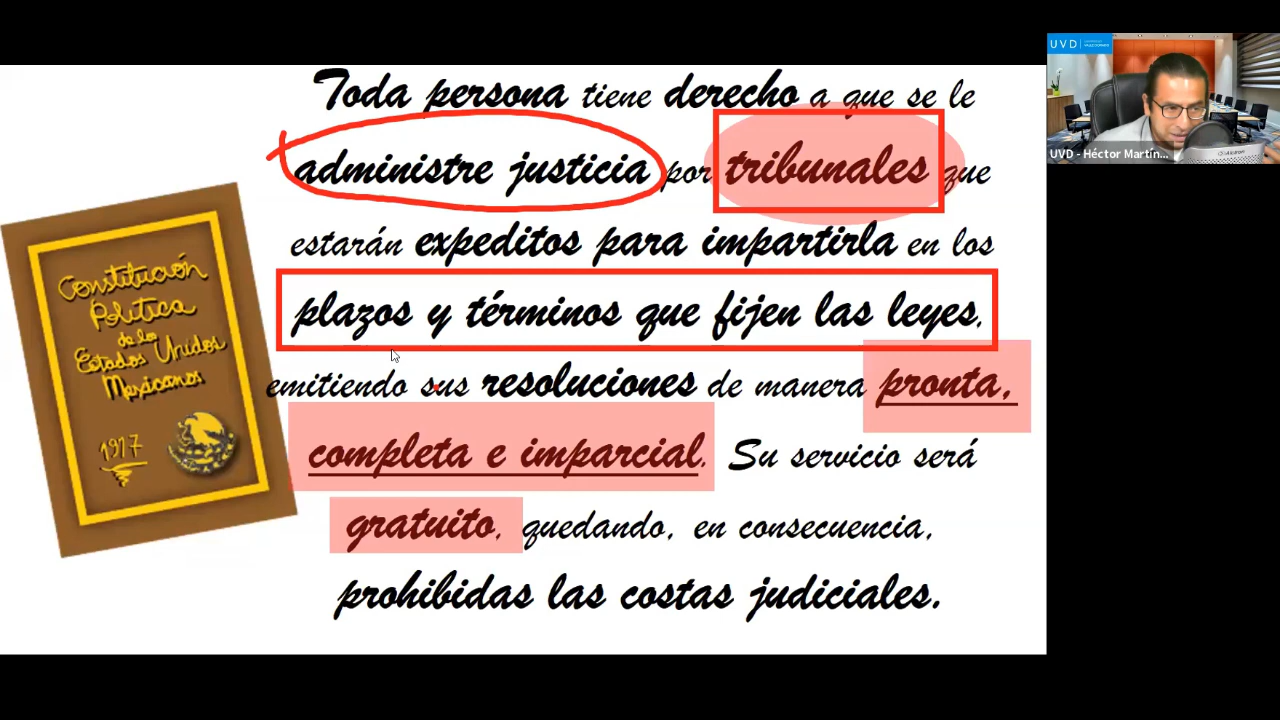 Toda persona tiene derecho a que se le
administre justicia por tribunales que
estarán expeditos para impartirla en los
plazos y términos que fijen las leyes,
emitiendo sus resoluciones de manera pronta,
completa e imparcial. Su servicio será
gratuito, quedando, en consecuencia,
prohibidas las costas judiciales.
Constitución
Política
de los
Estados Unidos
Mexicanos
1917
UVD
UVD - Héctor Martín...